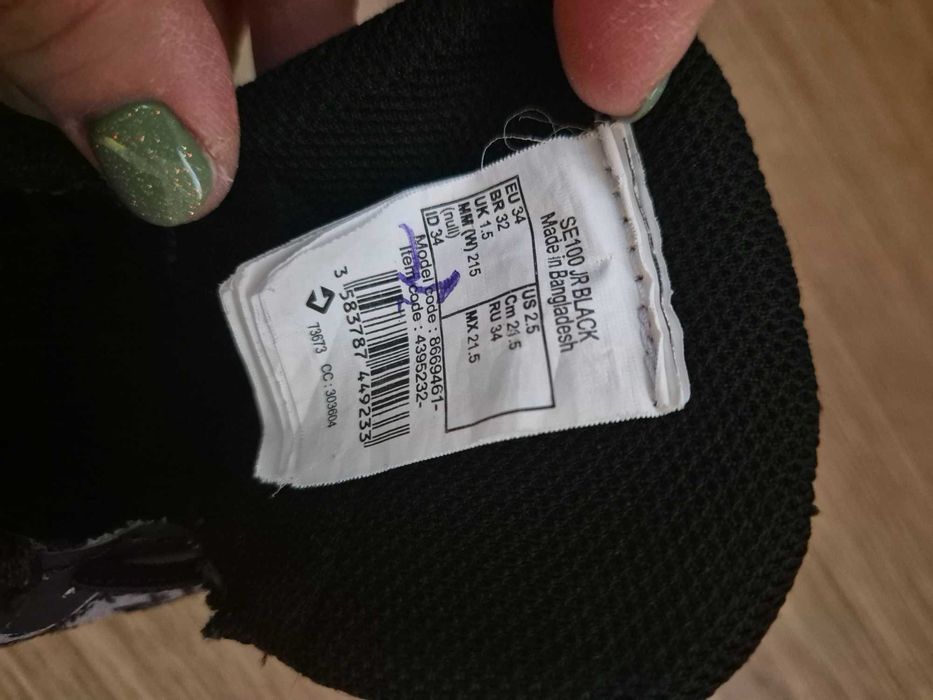 SE100 JR BLACK
Made in Bangladesh
EU 34 US 2.5
BR 32 Cm 21.5
UK 1.5 RU 34
MM (W) 215 MX 21.5
(null)
ID 34
Model code : 8669461-
Item code : 4395232-
3 583787 449233
73673 CC : 303604